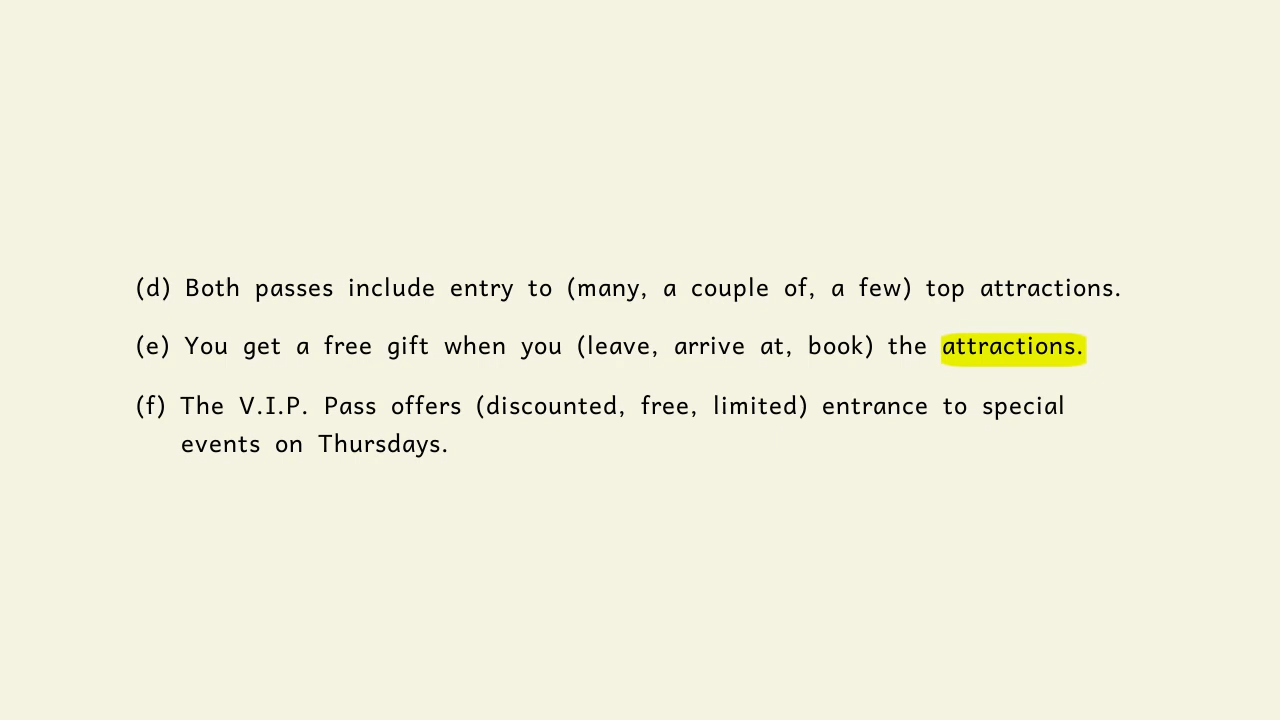 (d) Both passes include entry to (many, a couple of, a few) top attractions.
(e) You get a free gift when you (leave, arrive at, book) the attractions.
(f) The V.I.P. Pass offers (discounted, free, limited) entrance to special
events on Thursdays.